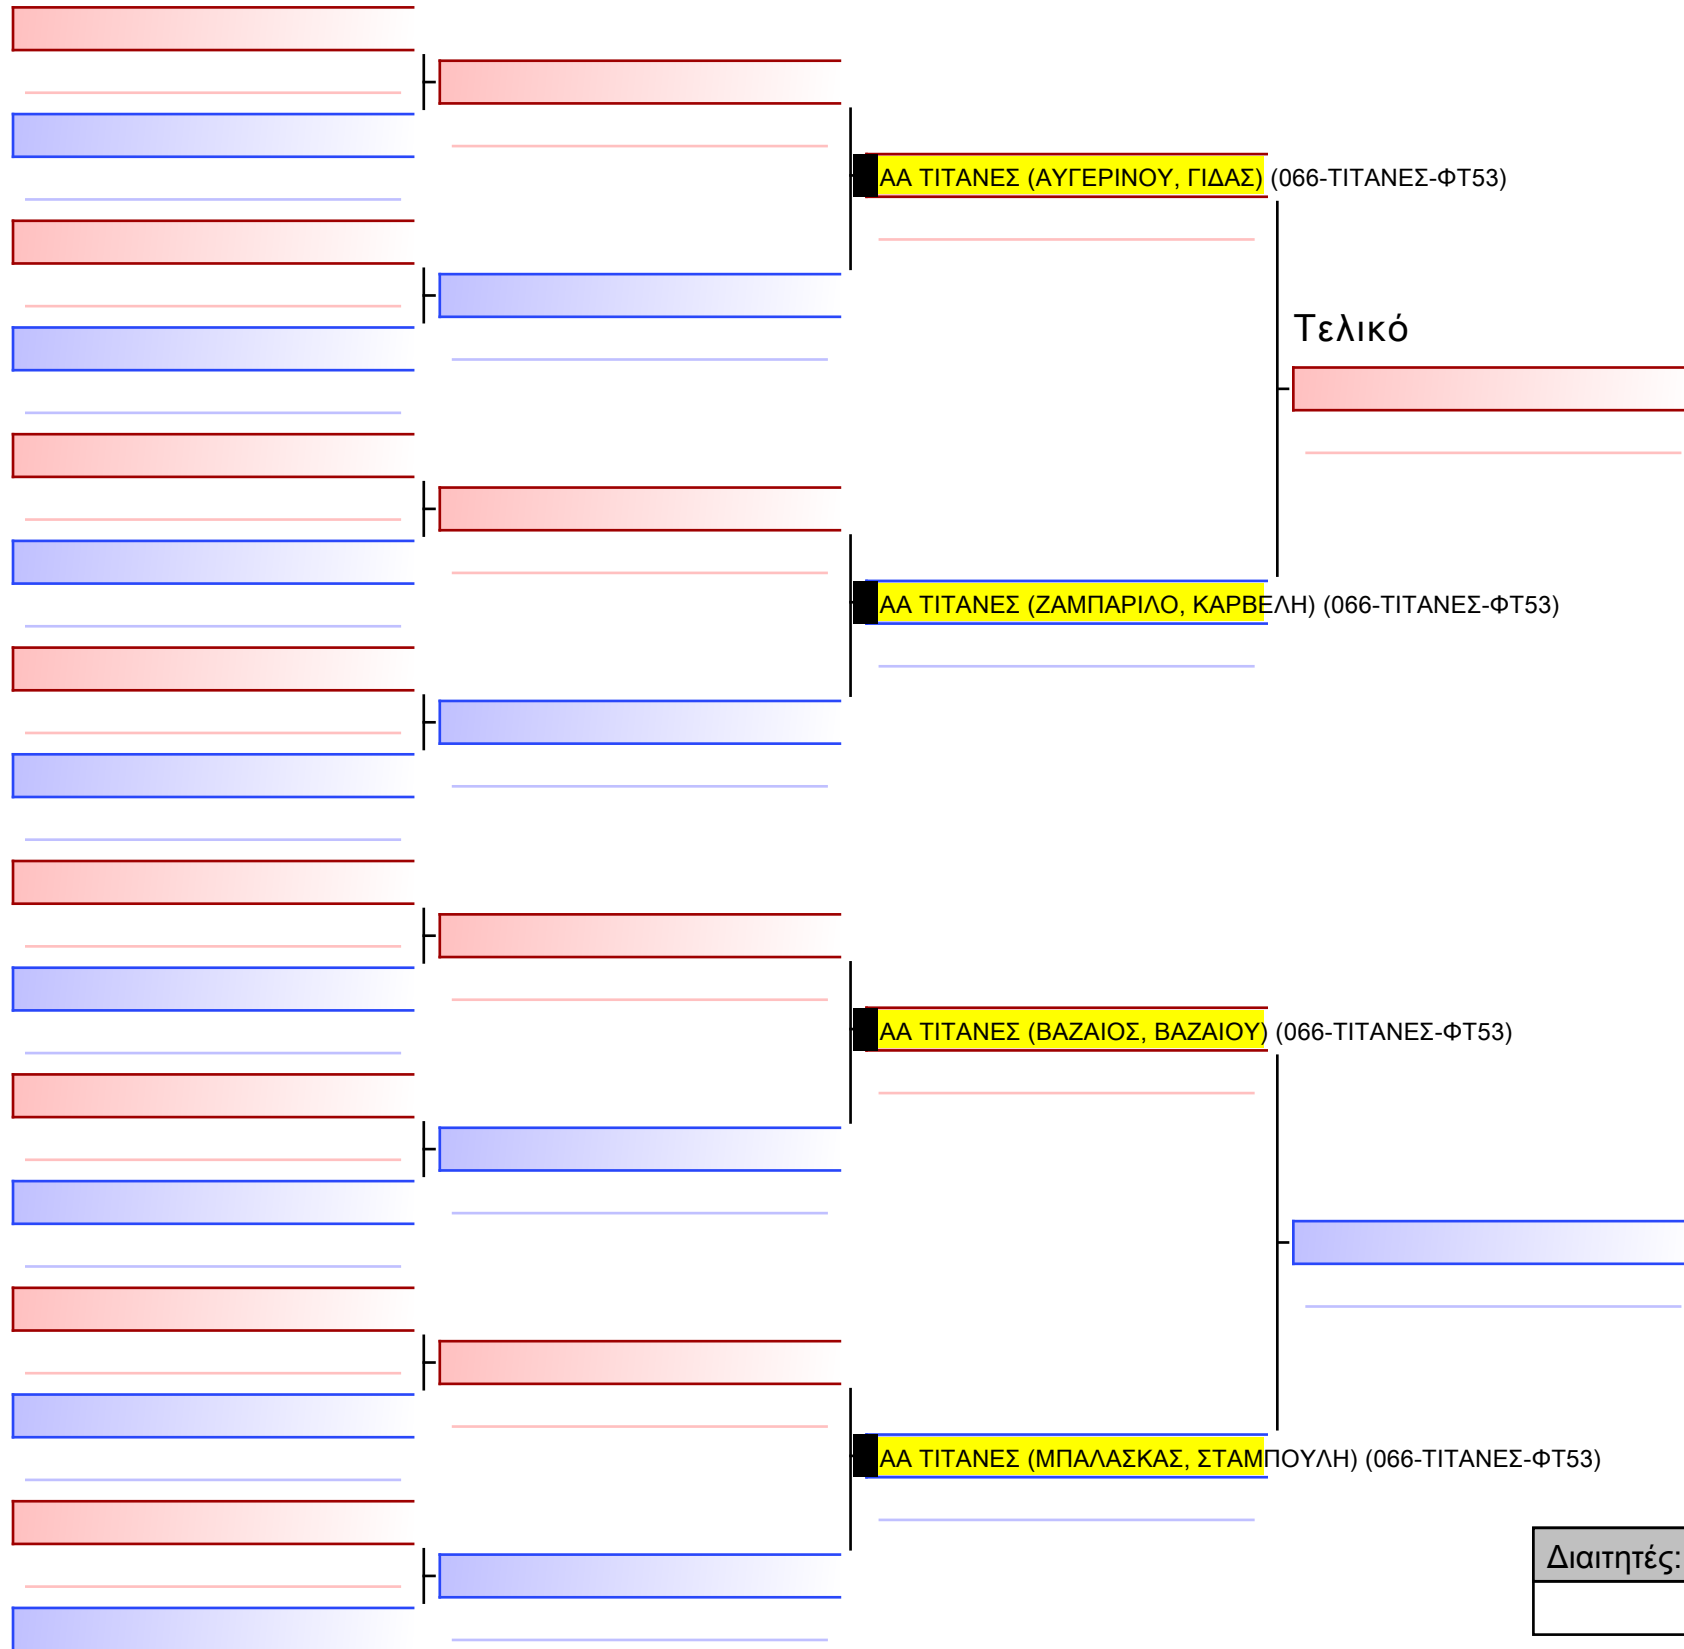 ΑΑ ΤΙΤΑΝΕΣ (ΑΥΓΕΡΙΝΟΥ, ΓΙΔΑΣ) (066-ΤΙΤΑΝΕΣ-ΦΤ53)
Τελικό
ΑΑ ΤΙΤΑΝΕΣ (ΖΑΜΠΑΡΙΛΟ, ΚΑΡΒΕΛΗ) (066-ΤΙΤΑΝΕΣ-ΦΤ53)
ΑΑ ΤΙΤΑΝΕΣ (ΒΑΖΑΙΟΣ, ΒΑΖΑΙΟΥ) (066-ΤΙΤΑΝΕΣ-ΦΤ53)
ΑΑ ΤΙΤΑΝΕΣ (ΜΠΑΛΑΣΚΑΣ, ΣΤΑΜΠΟΥΛΗ) (066-ΤΙΤΑΝΕΣ-ΦΤ53)
Διαιτητές: